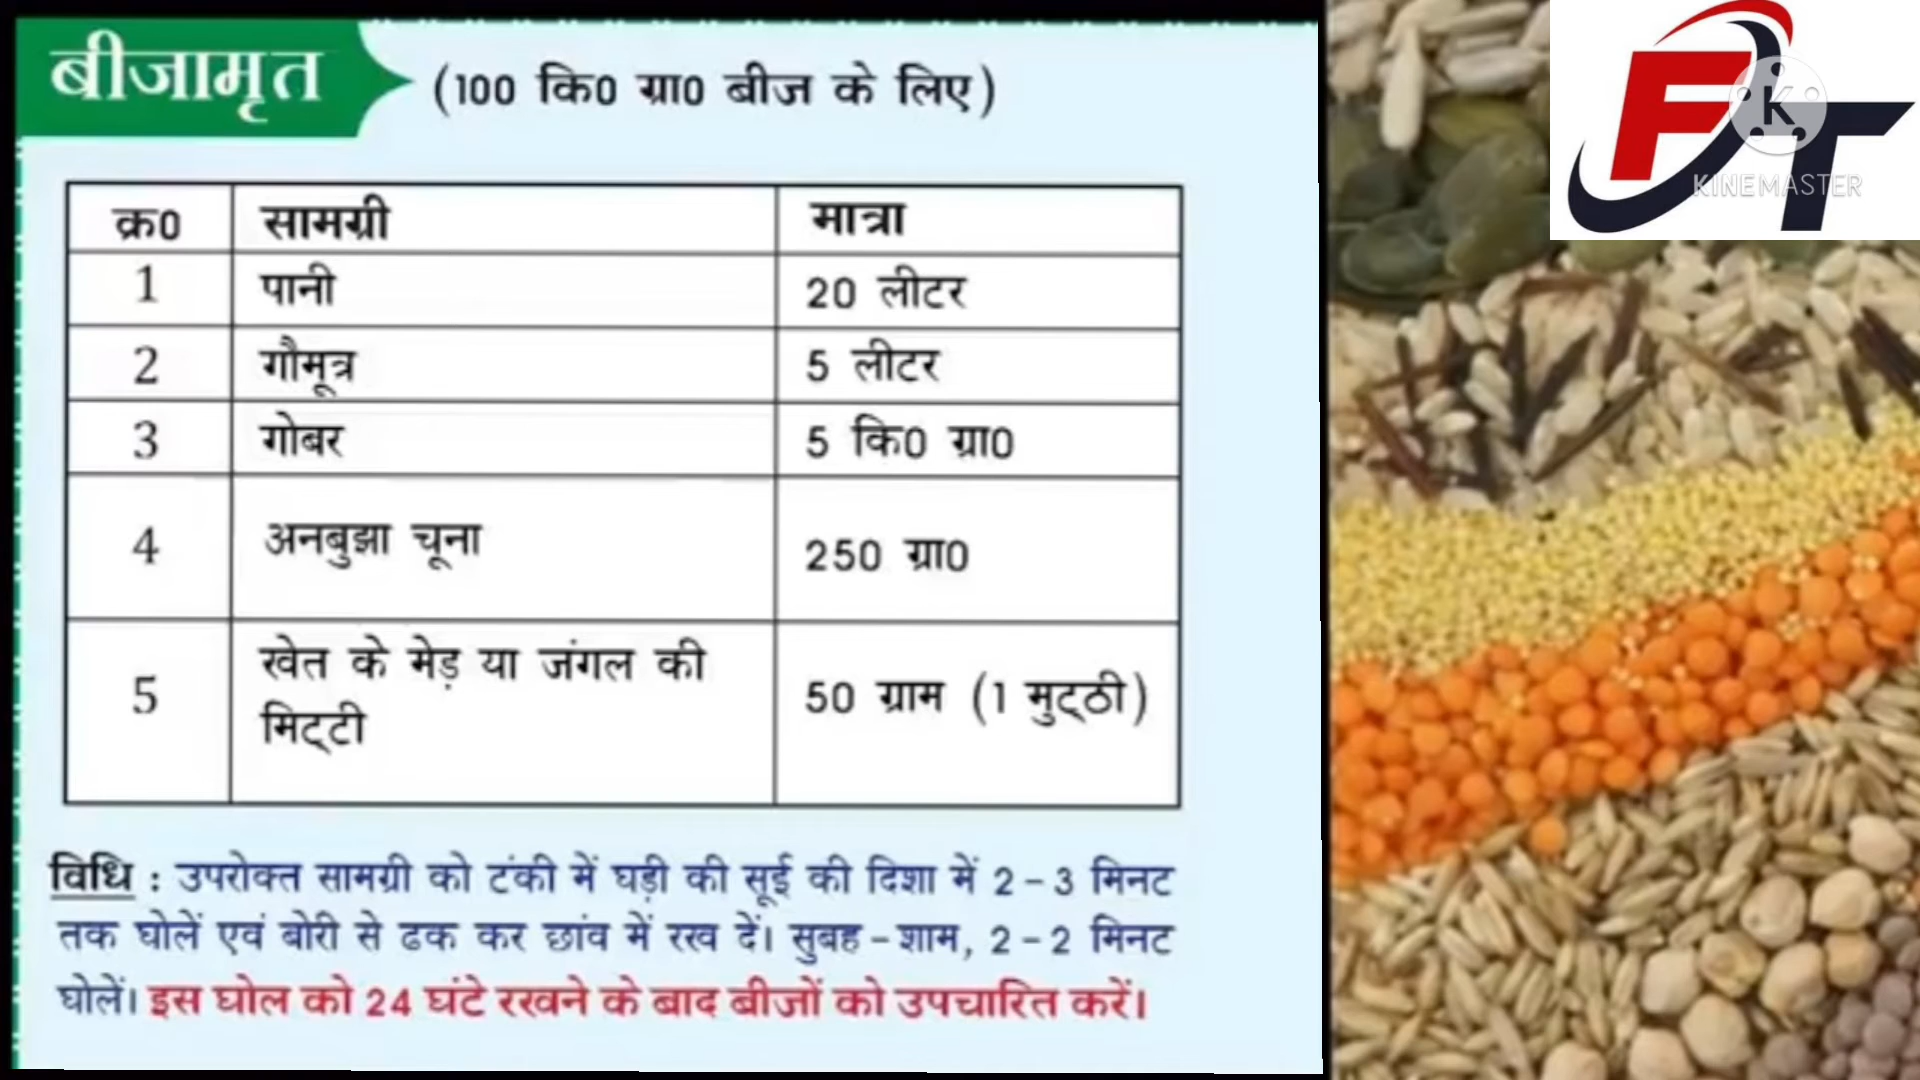 बीजामृत (100 कि0 ग्रा0 बीज के लिए)
क्र0 सामग्री मात्रा
1 पानी 20 लीटर
2 गौमूत्र 5 लीटर
3 गोबर 5 कि0 ग्रा0
4 अनबुझा चूना 250 ग्रा0
5 खेत के मेड़ या जंगल की मिट्टी 50 ग्राम (1 मुट्ठी)
विधि : उपरोक्त सामग्री को टंकी में घड़ी की सूई की दिशा में 2 - 3 मिनट
तक घोलें एवं बोरी से ढक कर छांव में रख दें। सुबह - शाम, 2 - 2 मिनट
घोलें। इस घोल को 24 घंटे रखने के बाद बीजों को उपचारित करें।
FT
K
KINEMASTER